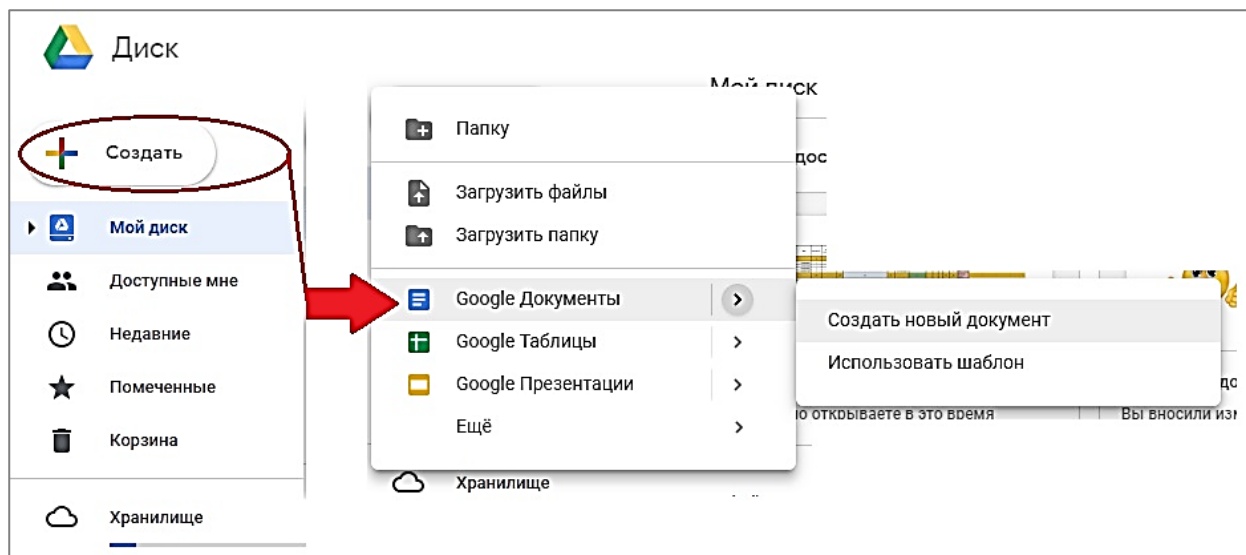 Диск
Создать
Мой диск
Доступные мне
Недавние
Помеченные
Корзина
Хранилище
Мой диск
Папку
Загрузить файлы
Загрузить папку
Google Документы
Google Таблицы
Google Презентации
Ещё
Хранилище
Создать новый документ
Использовать шаблон
открываете в это время
Вы вносили